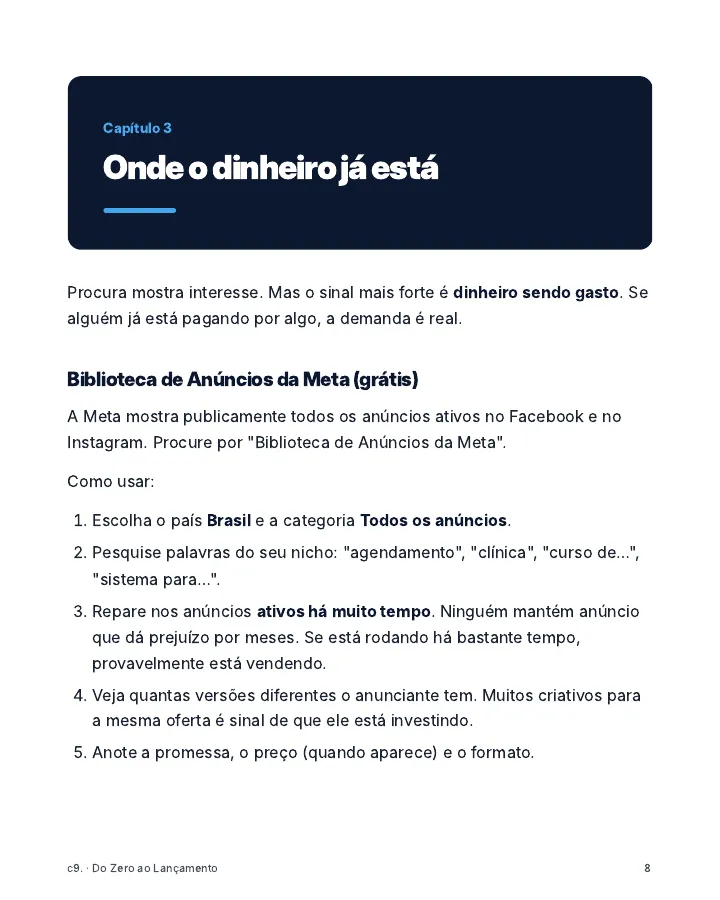 Capítulo 3
Onde o dinheiro já está
Procura mostra interesse. Mas o sinal mais forte é dinheiro sendo gasto. Se
alguém já está pagando por algo, a demanda é real.
Biblioteca de Anúncios da Meta (grátis)
A Meta mostra publicamente todos os anúncios ativos no Facebook e no
Instagram. Procure por "Biblioteca de Anúncios da Meta".
Como usar:
1. Escolha o país Brasil e a categoria Todos os anúncios.
2. Pesquise palavras do seu nicho: "agendamento", "clínica", "curso de...",
"sistema para...".
3. Repare nos anúncios ativos há muito tempo. Ninguém mantém anúncio
que dá prejuízo por meses. Se está rodando há bastante tempo,
provavelmente está vendendo.
4. Veja quantas versões diferentes o anunciante tem. Muitos criativos para
a mesma oferta é sinal de que ele está investindo.
5. Anote a promessa, o preço (quando aparece) e o formato.
c9. · Do Zero ao Lançamento
8